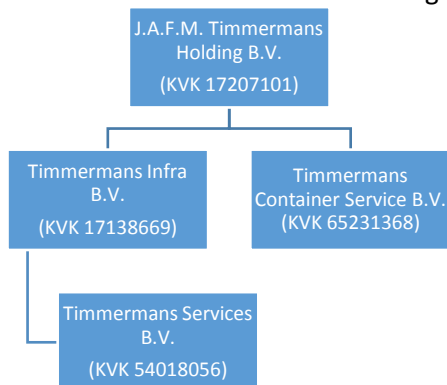 J.A.F.M. Timmermans
Holding B.V.
(KVK 17207101)
Timmermans Infra
B.V.
(KVK 17138669)
Timmermans
Container Service B.V.
(KVK 65231368)
Timmermans Services
B.V.
(KVK 54018056)